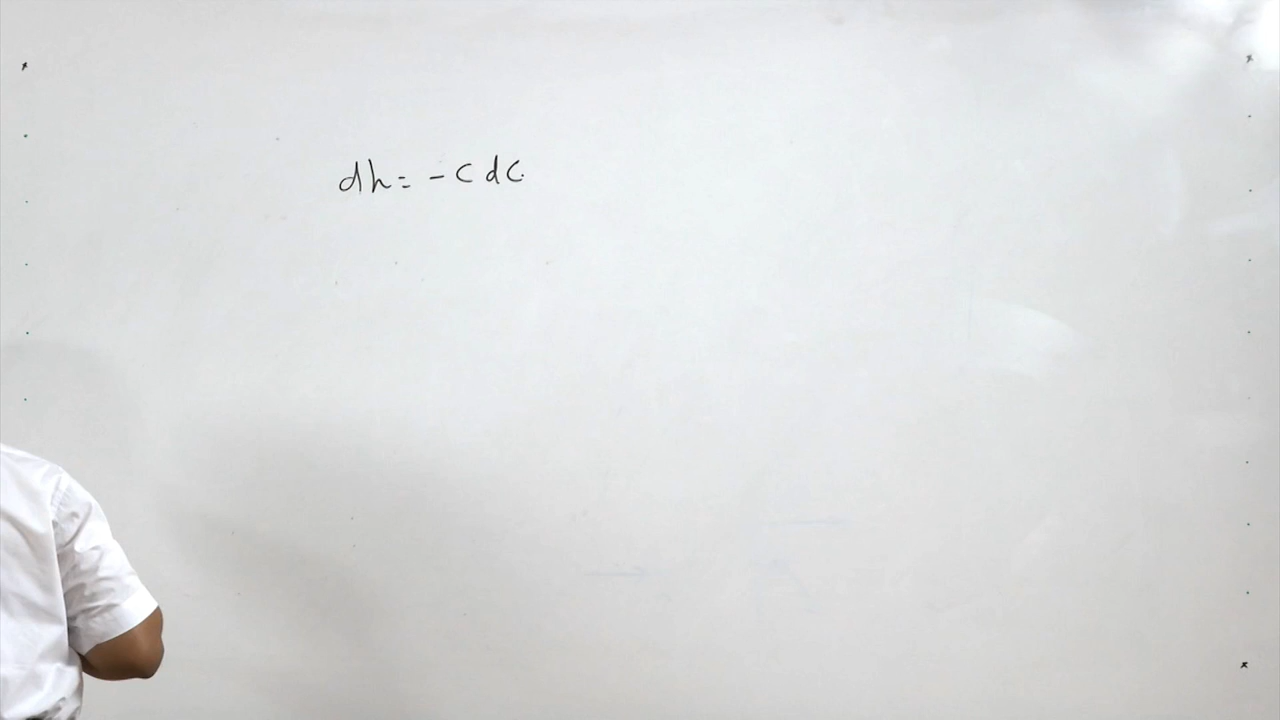 dh = - c dc.